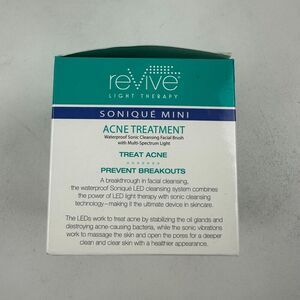 reVive
LIGHT THERAPY
SONIQUÉ MINI
ACNE TREATMENT
Waterproof Sonic Cleansing Facial Brush
with Multi-Spectrum Light
TREAT ACNE
PREVENT BREAKOUTS
A breakthrough in facial cleansing,
the waterproof Soniqué LED cleansing system combines
the power of LED light therapy with sonic cleansing
technology—making it the ultimate device in skincare.
The LEDs work to treat acne by stabilizing the oil glands and
destroying acne-causing bacteria, while the sonic vibrations
work to massage the skin and open the pores for a deeper
clean and clear skin with a healthier appearance.